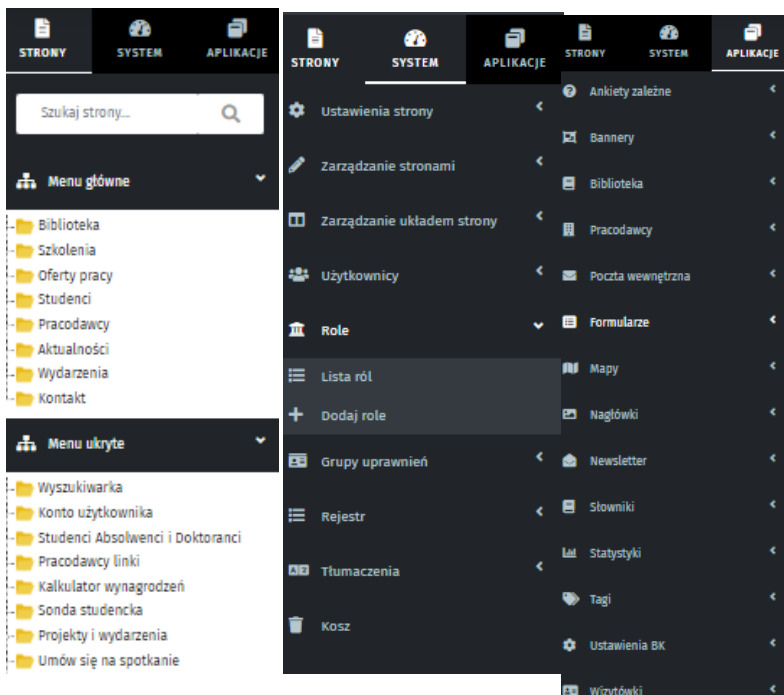 STRONY
SYSTEM
APLIKACJE
Szukaj strony...
Menu główne
Biblioteka
Szkolenia
Oferty pracy
Studenci
Pracodawcy
Aktualności
Wydarzenia
Kontakt
Menu ukryte
Wyszukiwarka
Konto użytkownika
Studenci Absolwenci i Doktoranci
Pracodawcy linki
Kalkulator wynagrodzeń
Sonda studencka
Projekty i wydarzenia
Umów się na spotkanie
STRONY
SYSTEM
APLIKACJE
Ustawienia strony
Zarządzanie stronami
Zarządzanie układem strony
Użytkownicy
Role
Lista ról
Dodaj role
Grupy uprawnień
Rejestr
Tłumaczenia
Kosz
STRONY
SYSTEM
APLIKACJE
Ankiety zależne
Bannery
Biblioteka
Pracodawcy
Poczta wewnętrzna
Formularze
Mapy
Nagłówki
Newsletter
Słowniki
Statystyki
Tagi
Ustawienia BK
Wizytówki